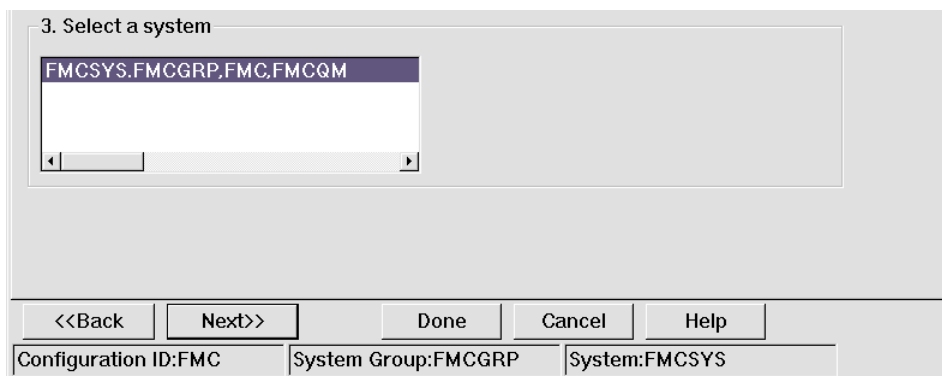 3. Select a system
FMCSYS.FMCGRP,FMC,FMCQM
<<Back Next>> Done Cancel Help
Configuration ID:FMC System Group:FMCGRP System:FMCSYS